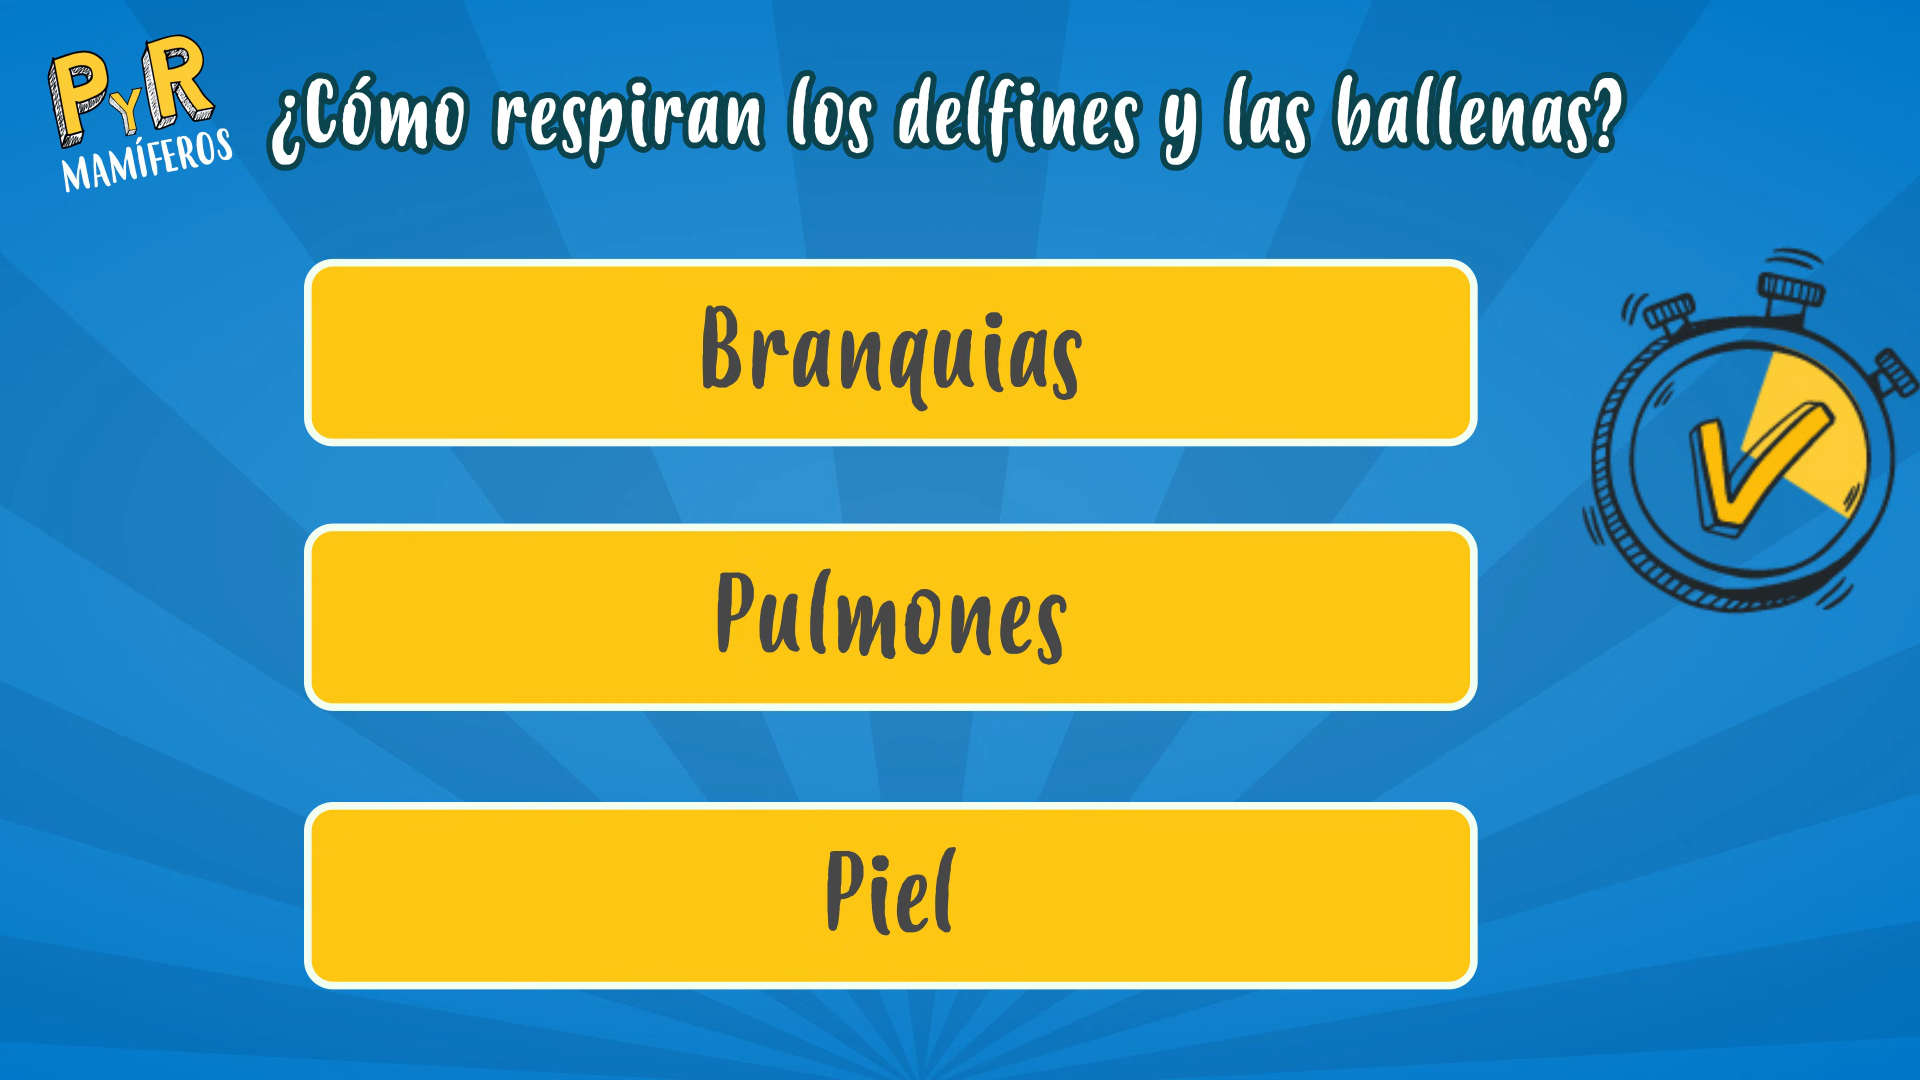 PYR
MAMÍFEROS
¿Cómo respiran los delfines y las ballenas?
Branquias
Pulmones
Piel